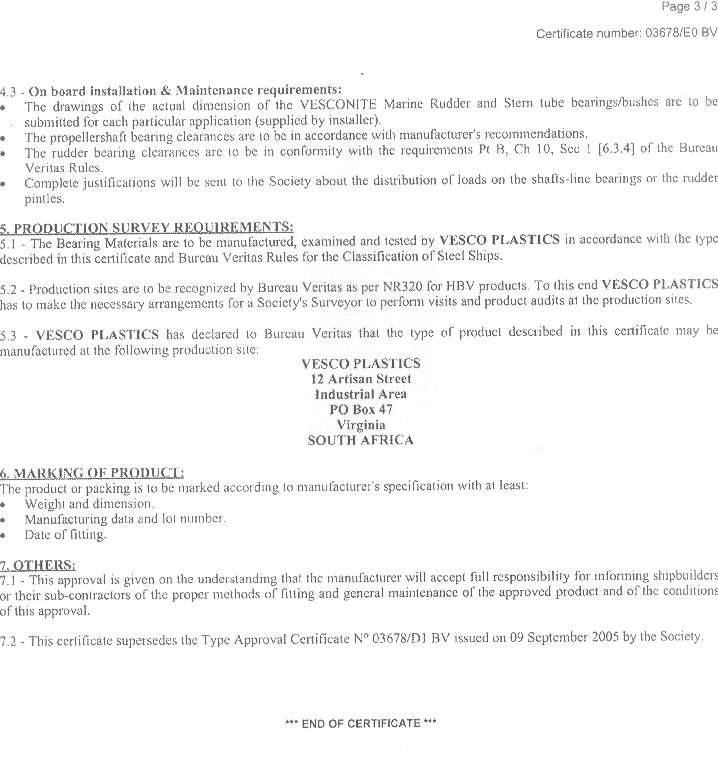 Page 3 / 3
Certificate number: 03678/E0 BV
4.3 - On board installation & Maintenance requirements:
• The drawings of the actual dimension of the VESCONITE Marine Rudder and Stern tube bearings/bushes are to be
submitted for each particular application (supplied by installer).
• The propellershaft bearing clearances are to be in accordance with manufacturer's recommendations.
• The rudder bearing clearances are to be in conformity with the requirements Pt B, Ch 10, Sec 1 [6.3.4] of the Bureau
Veritas Rules.
• Complete justifications will be sent to the Society about the distribution of loads on the shafts-line bearings or the rudder
pintles.
5. PRODUCTION SURVEY REQUIREMENTS:
5.1 - The Bearing Materials are to be manufactured, examined and tested by VESCO PLASTICS in accordance with the type
described in this certificate and Bureau Veritas Rules for the Classification of Steel Ships.
5.2 - Production sites are to be recognized by Bureau Veritas as per NR320 for HBV products. To this end VESCO PLASTICS
has to make the necessary arrangements for a Society's Surveyor to perform visits and product audits at the production sites.
5.3 - VESCO PLASTICS has declared to Bureau Veritas that the type of product described in this certificate may be
manufactured at the following production site:
VESCO PLASTICS
12 Artisan Street
Industrial Area
PO Box 47
Virginia
SOUTH AFRICA
6. MARKING OF PRODUCT:
The product or packing is to be marked according to manufacturer's specification with at least:
• Weight and dimension.
• Manufacturing data and lot number.
• Date of fitting.
7. OTHERS:
7.1 - This approval is given on the understanding that the manufacturer will accept full responsibility for informing shipbuilders
or their sub-contractors of the proper methods of fitting and general maintenance of the approved product and of the conditions
of this approval.
7.2 - This certificate supersedes the Type Approval Certificate N° 03678/D1 BV issued on 09 September 2005 by the Society.
*** END OF CERTIFICATE ***